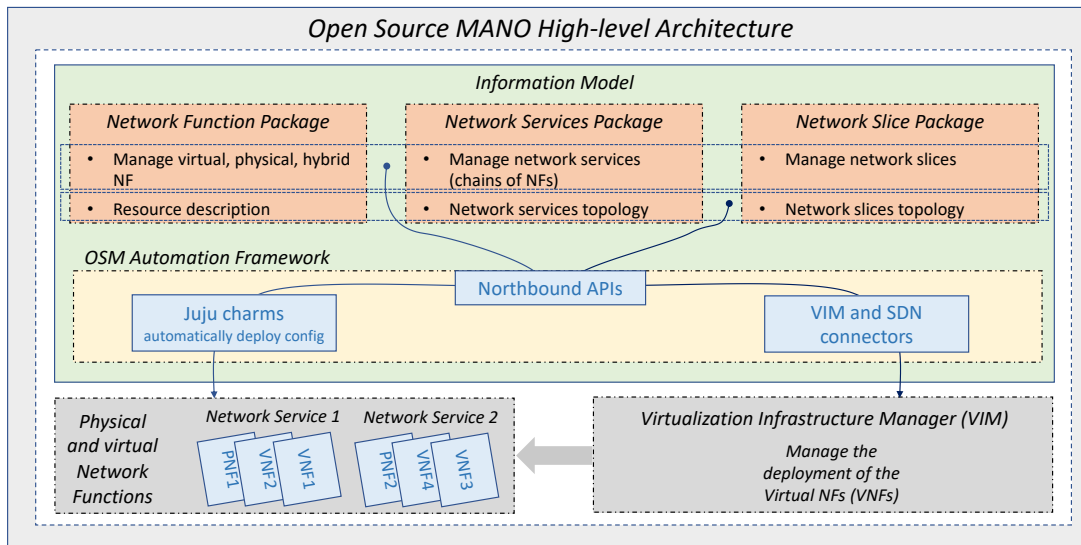 Open Source MANO High-level Architecture
Information Model
Network Function Package
• Manage virtual, physical, hybrid
NF
• Resource description
Network Services Package
• Manage network services
(chains of NFs)
• Network services topology
Network Slice Package
• Manage network slices
• Network slices topology
OSM Automation Framework
Northbound APIs
Juju charms
automatically deploy config
VIM and SDN
connectors
Physical
and virtual
Network
Functions
Network Service 1
PNF1
VNF2
VNF1
Network Service 2
PNF2
VNF4
VNF3
Virtualization Infrastructure Manager (VIM)
Manage the
deployment of the
Virtual NFs (VNFs)